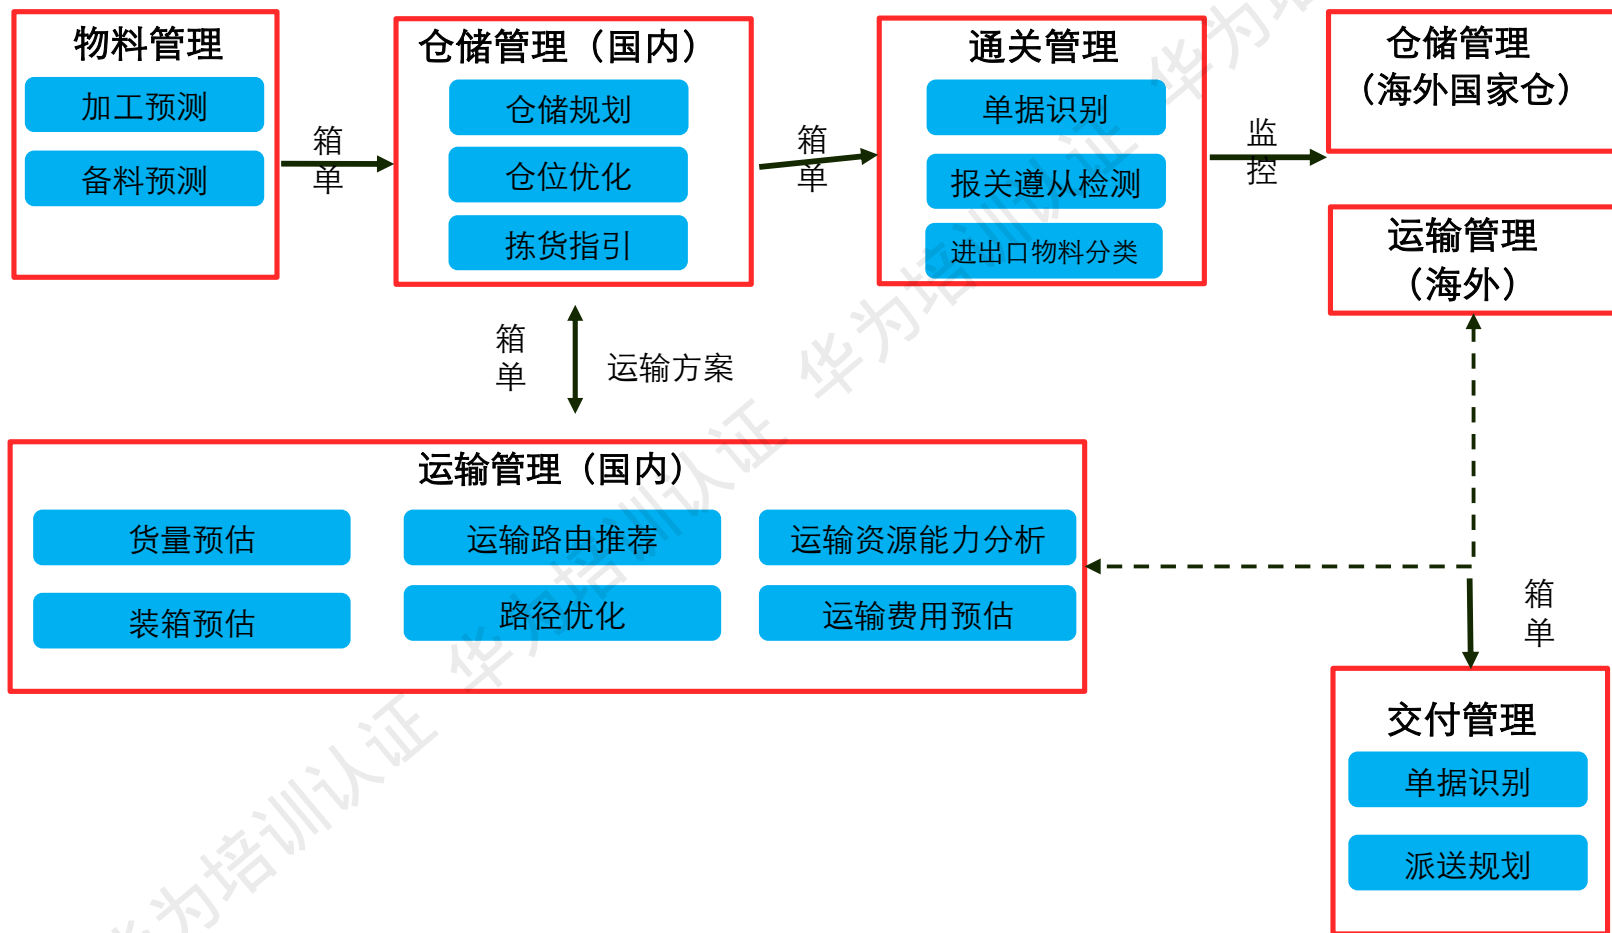 物料管理
加工预测
备料预测
箱
单
仓储管理（国内）
仓储规划
仓位优化
拣货指引
箱
单
通关管理
单据识别
报关遵从检测
进出口物料分类
监
控
仓储管理
（海外国家仓）
运输管理
（海外）
箱
单
运输方案
运输管理（国内）
货量预估
运输路由推荐
运输资源能力分析
装箱预估
路径优化
运输费用预估
箱
单
交付管理
单据识别
派送规划
华为培训认证 华为培训认证 华为培训认证 华为培